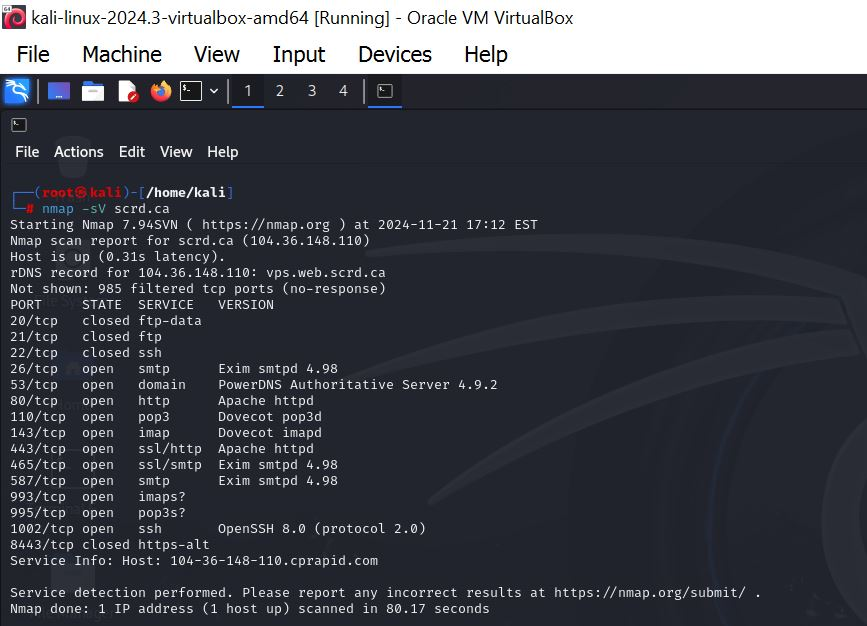 kali-linux-2024.3-virtualbox-amd64 [Running] - Oracle VM VirtualBox
File Machine View Input Devices Help
1 2 3 4
File Actions Edit View Help
(root㉿kali)-[/home/kali]
# nmap -sV scrd.ca
Starting Nmap 7.94SVN ( https://nmap.org ) at 2024-11-21 17:12 EST
Nmap scan report for scrd.ca (104.36.148.110)
Host is up (0.31s latency).
rDNS record for 104.36.148.110: vps.web.scrd.ca
Not shown: 985 filtered tcp ports (no-response)
PORT STATE SERVICE VERSION
20/tcp closed ftp-data
21/tcp closed ftp
22/tcp closed ssh
26/tcp open smtp Exim smtpd 4.98
53/tcp open domain PowerDNS Authoritative Server 4.9.2
80/tcp open http Apache httpd
110/tcp open pop3 Dovecot pop3d
143/tcp open imap Dovecot imapd
443/tcp open ssl/http Apache httpd
465/tcp open ssl/smtp Exim smtpd 4.98
587/tcp open smtp Exim smtpd 4.98
993/tcp open imaps?
995/tcp open pop3s?
1002/tcp open ssh OpenSSH 8.0 (protocol 2.0)
8443/tcp closed https-alt
Service Info: Host: 104-36-148-110.cprapid.com
Service detection performed. Please report any incorrect results at https://nmap.org/submit/ .
Nmap done: 1 IP address (1 host up) scanned in 80.17 seconds